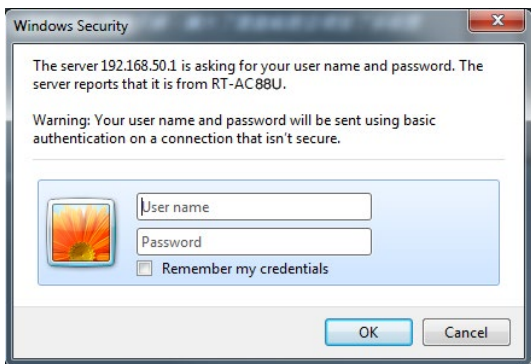 Windows Security
The server 192.168.50.1 is asking for your user name and password. The
server reports that it is from RT-AC88U.
Warning: Your user name and password will be sent using basic
authentication on a connection that isn't secure.
User name
Password
Remember my credentials
OK
Cancel